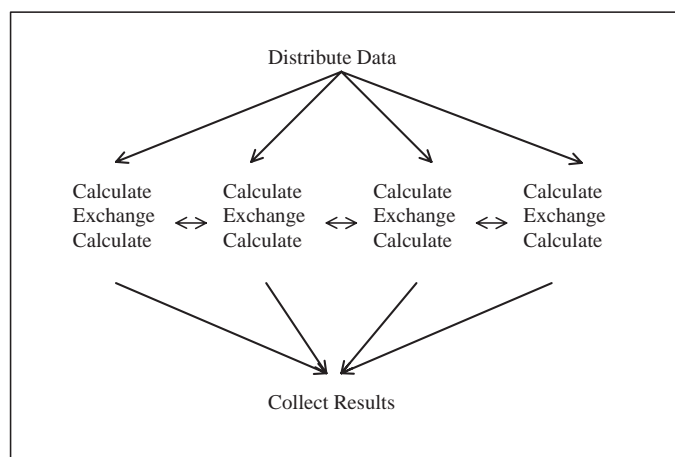 Distribute Data
Calculate
Exchange
Calculate
Calculate
Exchange
Calculate
Calculate
Exchange
Calculate
Calculate
Exchange
Calculate
Collect Results